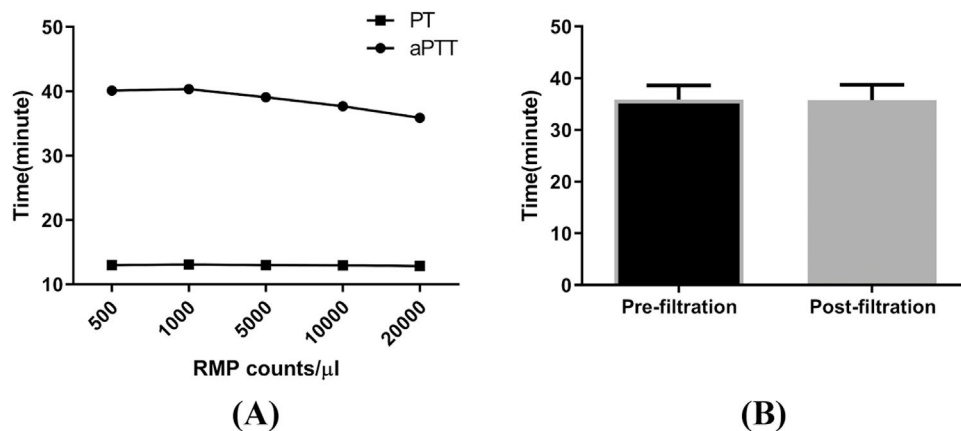 PT
aPTT
Time(minute)
50
40
30
20
10
500
1000
5000
10000
20000
RMP counts/μl
(A)
Time(minute)
50
40
30
20
10
0
Pre-filtration
Post-filtration
(B)